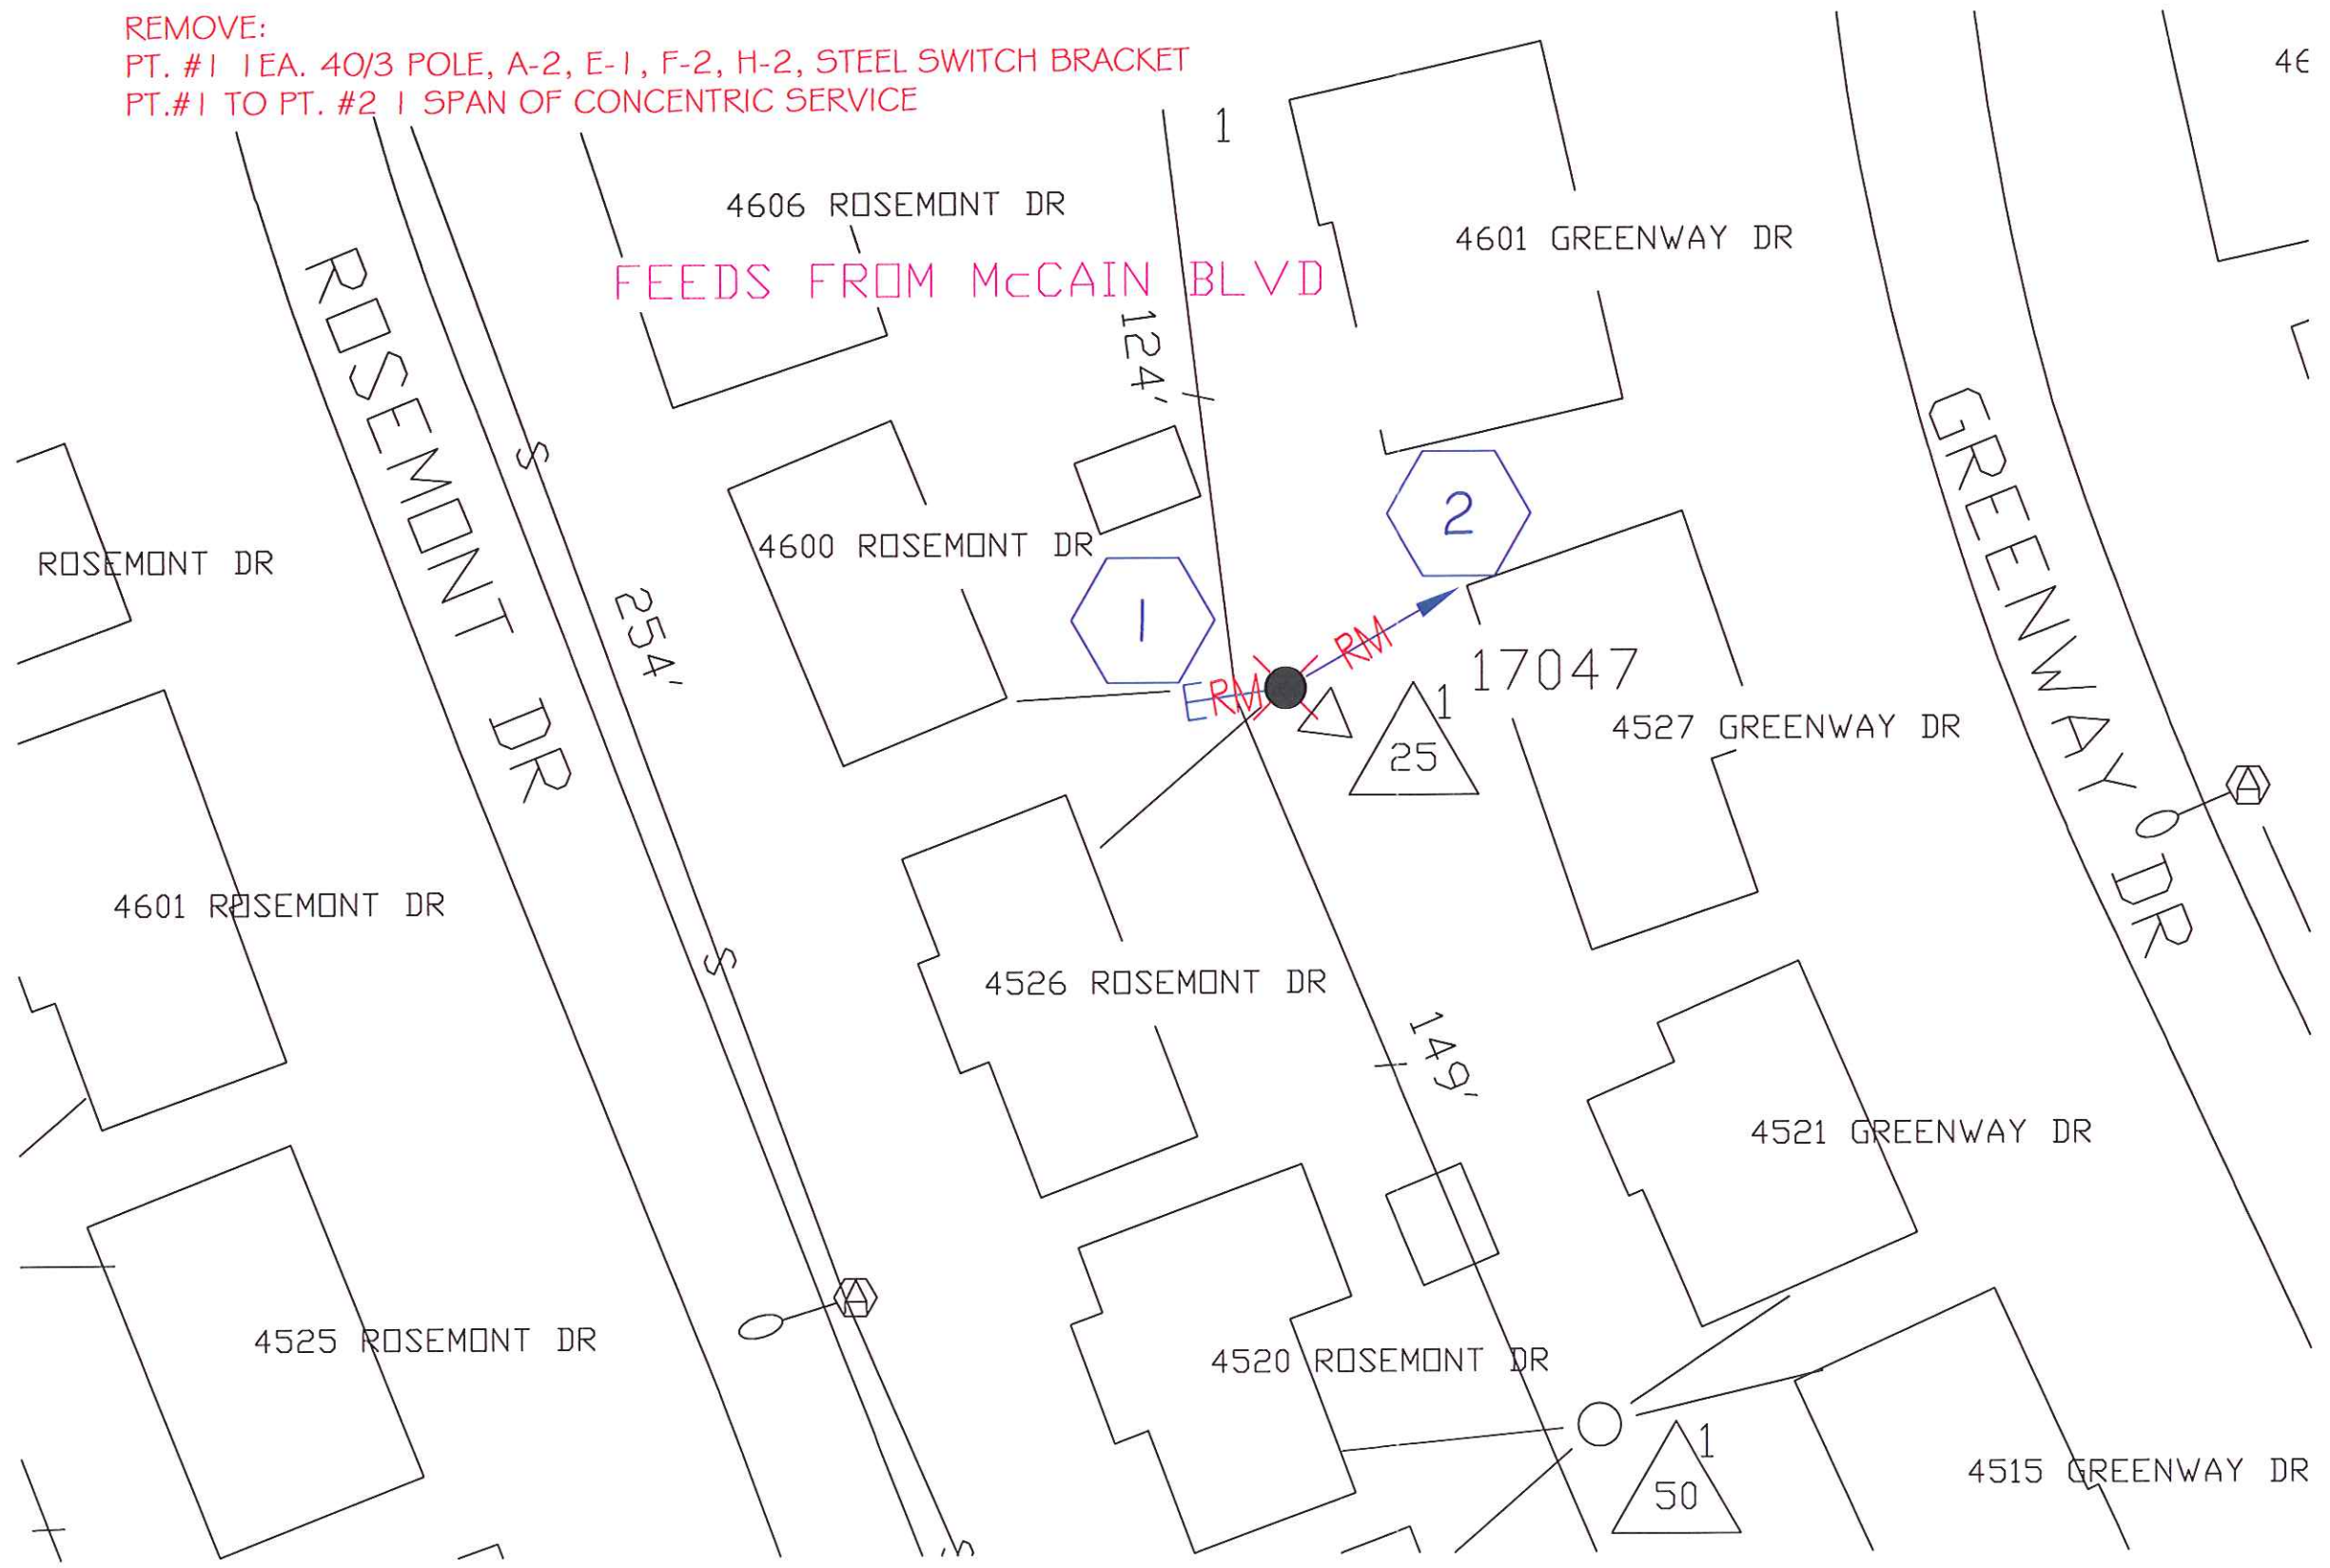 REMOVE:
PT. #1 1EA. 40/3 POLE, A-2, E-1, F-2, H-2, STEEL SWITCH BRACKET
PT.#1 TO PT. #2 1 SPAN OF CONCENTRIC SERVICE
1
4606 ROSEMONT DR
4601 GREENWAY DR
FEEDS FROM McCAIN BLVD
ROSEMONT DR
124'
GREENWAY DR
S
2
4600 ROSEMONT DR
ROSEMONT DR
1
254'
RM
E RM
17047
1
25
4527 GREENWAY DR
4601 ROSEMONT DR
S
4526 ROSEMONT DR
149'
4521 GREENWAY DR
A
A
4525 ROSEMONT DR
4520 ROSEMONT DR
1
50
4515 GREENWAY DR